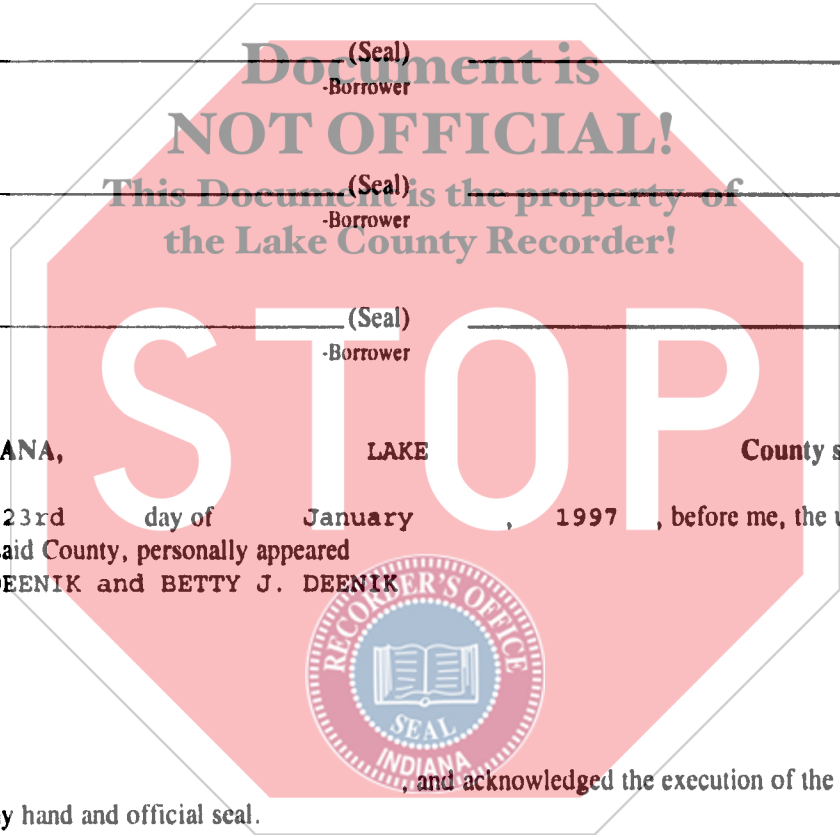 (Seal)
-Borrower
Document is
NOT OFFICIAL!
(Seal)
-Borrower
This Document is the property of
the Lake County Recorder!
(Seal)
-Borrower
STOP
ANA, LAKE County s
23rd day of January , 1997 , before me, the u
aid County, personally appeared
EENIK and BETTY J. DEENIK
RECORDER'S OFFICE
SEAL
INDIANA
, and acknowledged the execution of the
y hand and official seal.